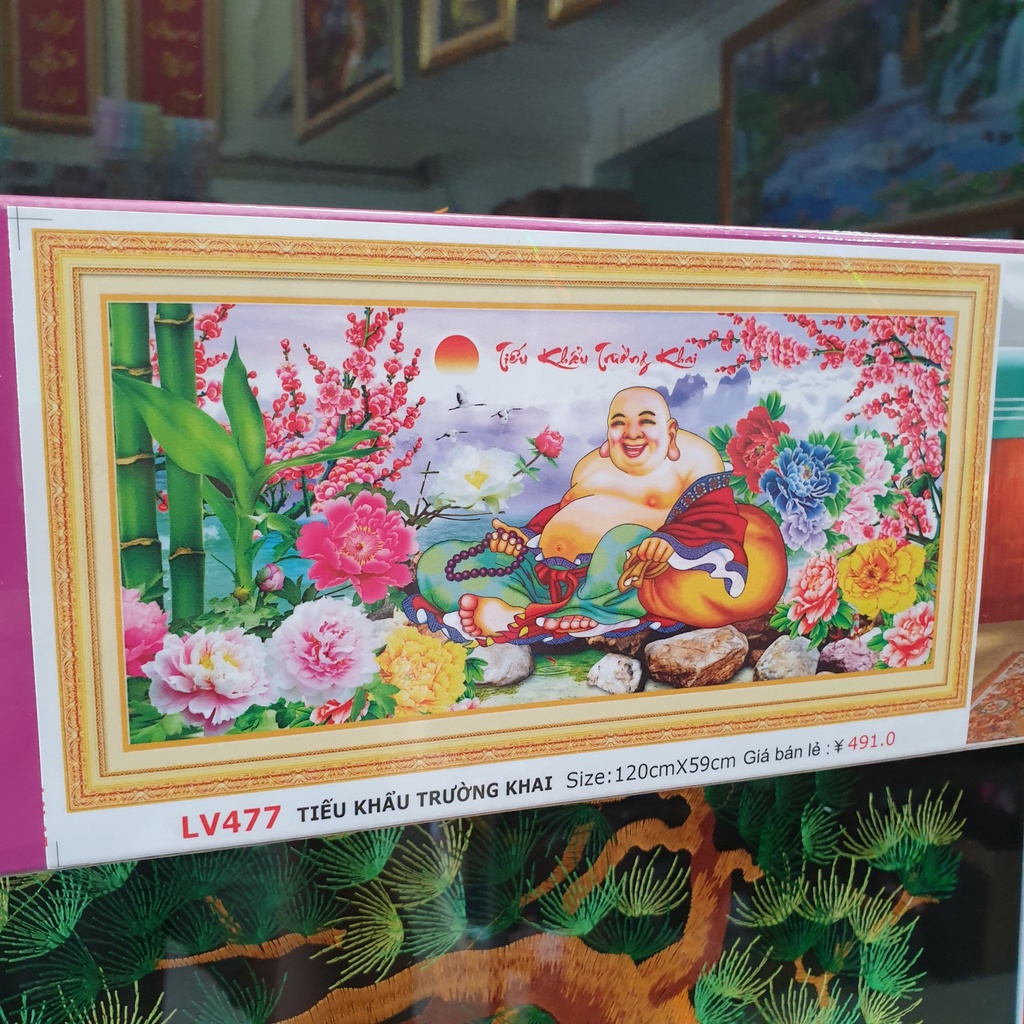 Tiếu Khẩu Trường Khai
LV477 TIẾU KHẨU TRƯỜNG KHAI Size:120cmX59cm Giá bán lẻ : ¥ 491.0